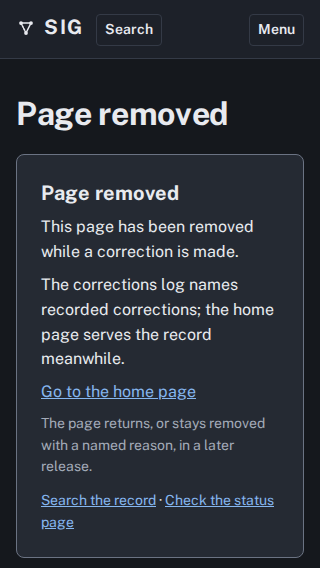 SIG Search Menu
Page removed
Page removed
This page has been removed
while a correction is made.
The corrections log names
recorded corrections; the home
page serves the record
meanwhile.
Go to the home page
The page returns, or stays removed
with a named reason, in a later
release.
Search the record · Check the status
page